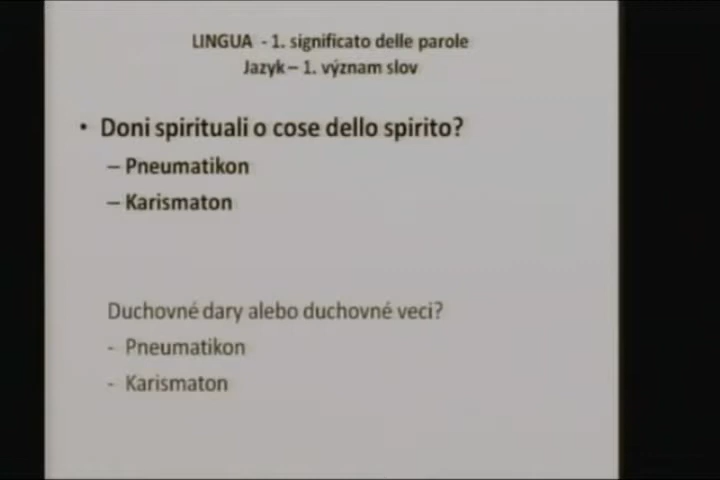 LINGUA - 1. significato delle parole
Jazyk – 1. význam slov
• Doni spirituali o cose dello spirito?
– Pneumatikon
– Karismaton
Duchovné dary alebo duchovné veci?
- Pneumatikon
- Karismaton